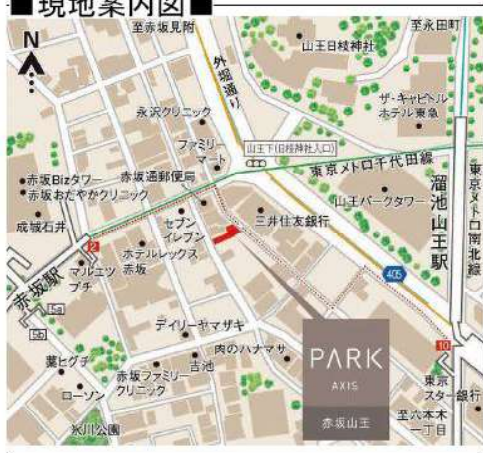 ■現地案内図■
至赤坂見附
至永田町
N
外堀通り
山王日枝神社
永沢クリニック
ザ・キャピトル
ホテル東急
ファミリー
マート
山王下(日枝神社入口)
東京メトロ千代田線
赤坂Bizタワー
赤坂通郵便局
赤坂おだやかクリニック
山王パークタワー
溜池山王駅
東京メトロ南北線
成城石井
セブン
イレブン
三井住友銀行
2
ホテルレックス
赤坂
405
赤坂駅
マルエツ
プチ
5a
5b
デイリーヤマザキ
肉のハナマサ
10
薬ヒグチ
赤坂ファミリー
クリニック
吉池
PARK
AXIS
赤坂山王
東京
スター銀行
ローソン
至六本木
一丁目
氷川公園